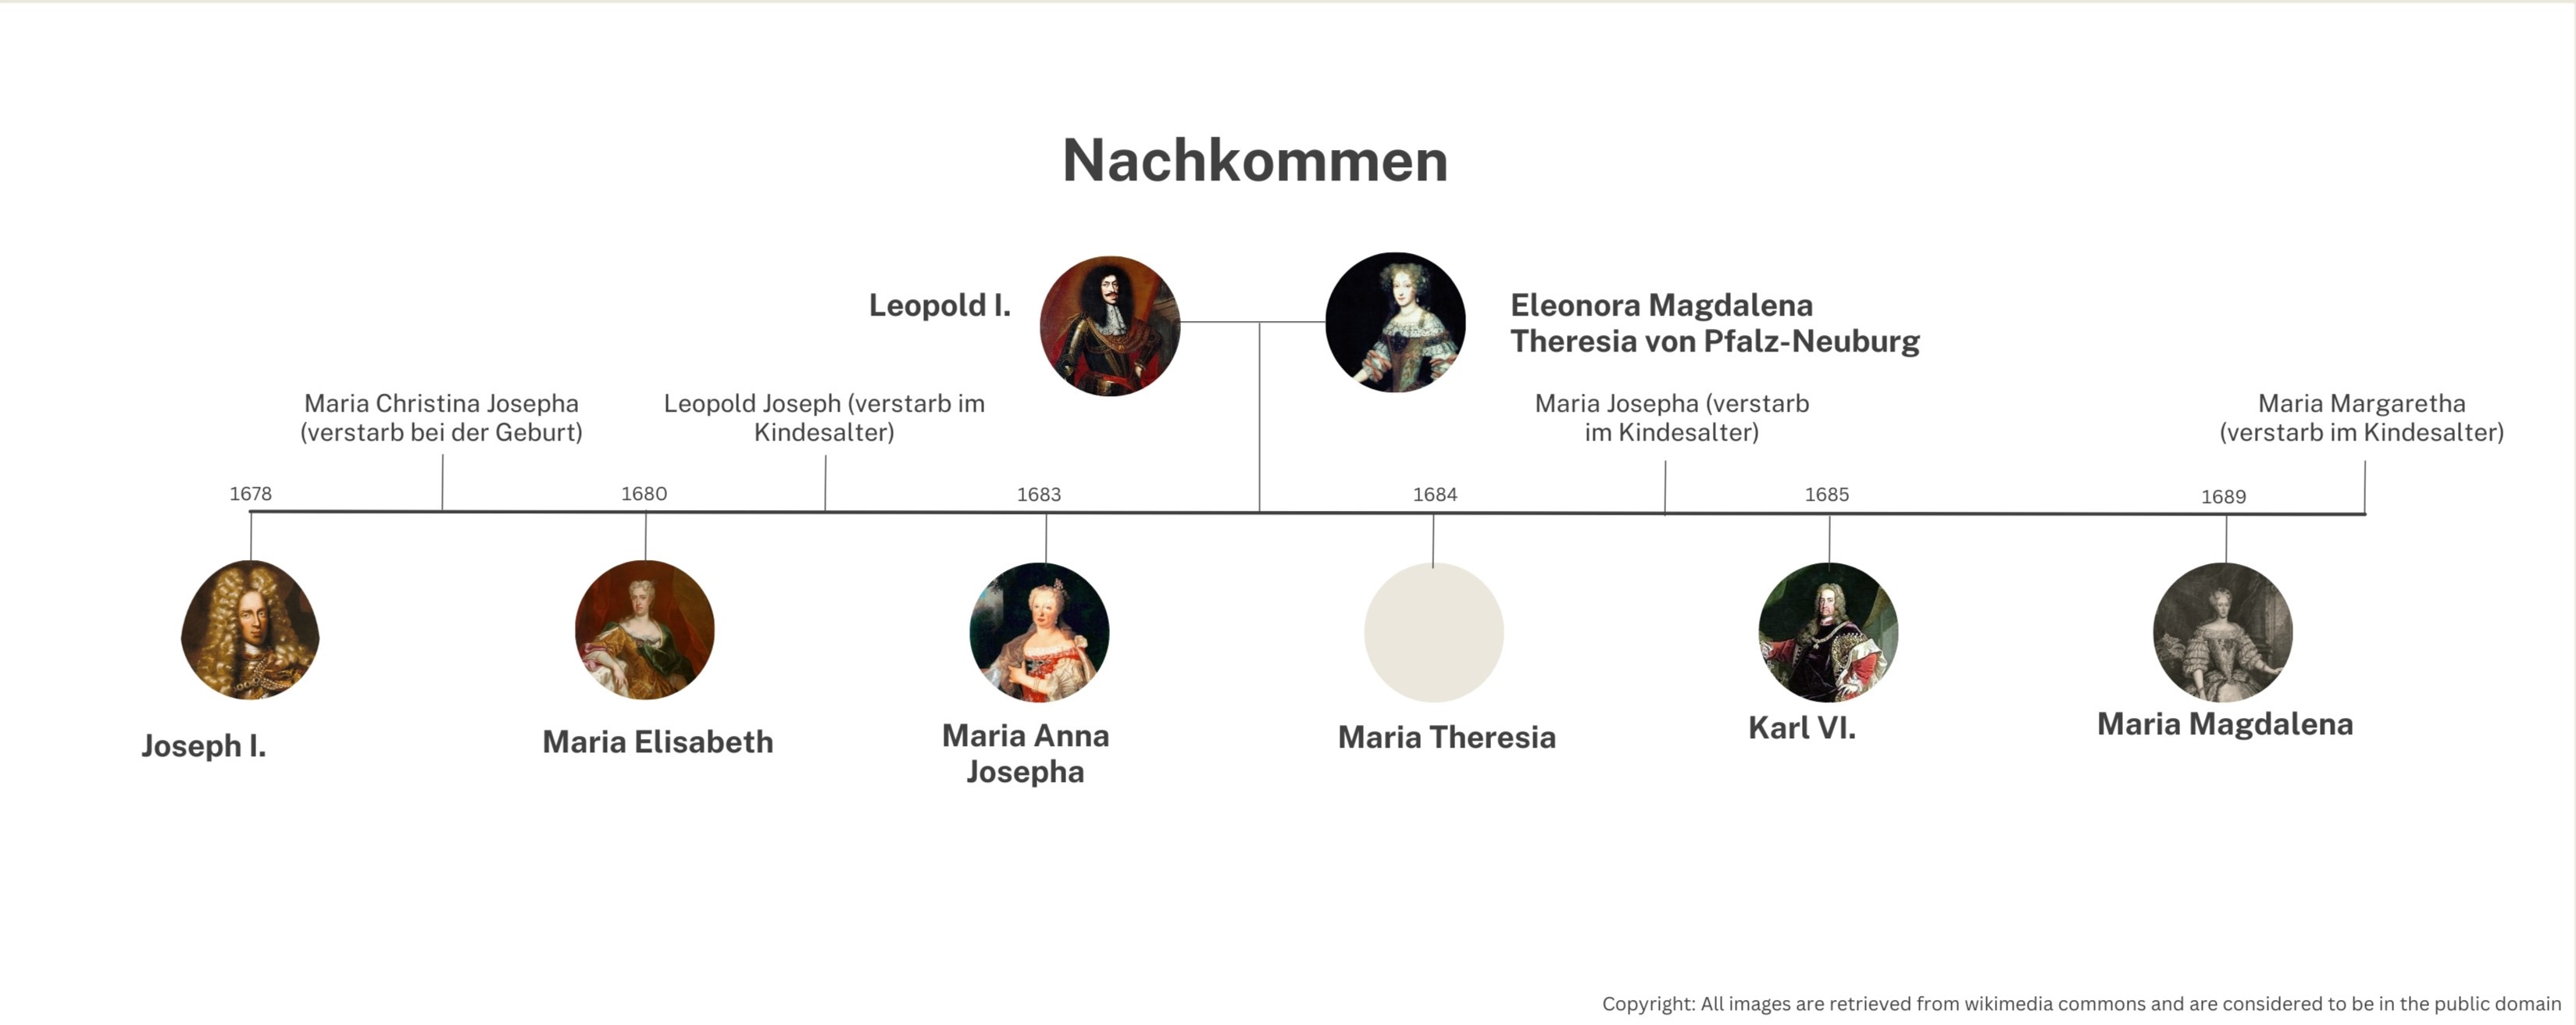 Nachkommen
Leopold I.
Eleonora Magdalena
Theresia von Pfalz-Neuburg
Maria Christina Josepha
(verstarb bei der Geburt)
Leopold Joseph (verstarb im
Kindesalter)
Maria Josepha (verstarb
im Kindesalter)
Maria Margaretha
(verstarb im Kindesalter)
1678
1680
1683
1684
1685
1689
Joseph I.
Maria Elisabeth
Maria Anna
Josepha
Maria Theresia
Karl VI.
Maria Magdalena
Copyright: All images are retrieved from wikimedia commons and are considered to be in the public domain